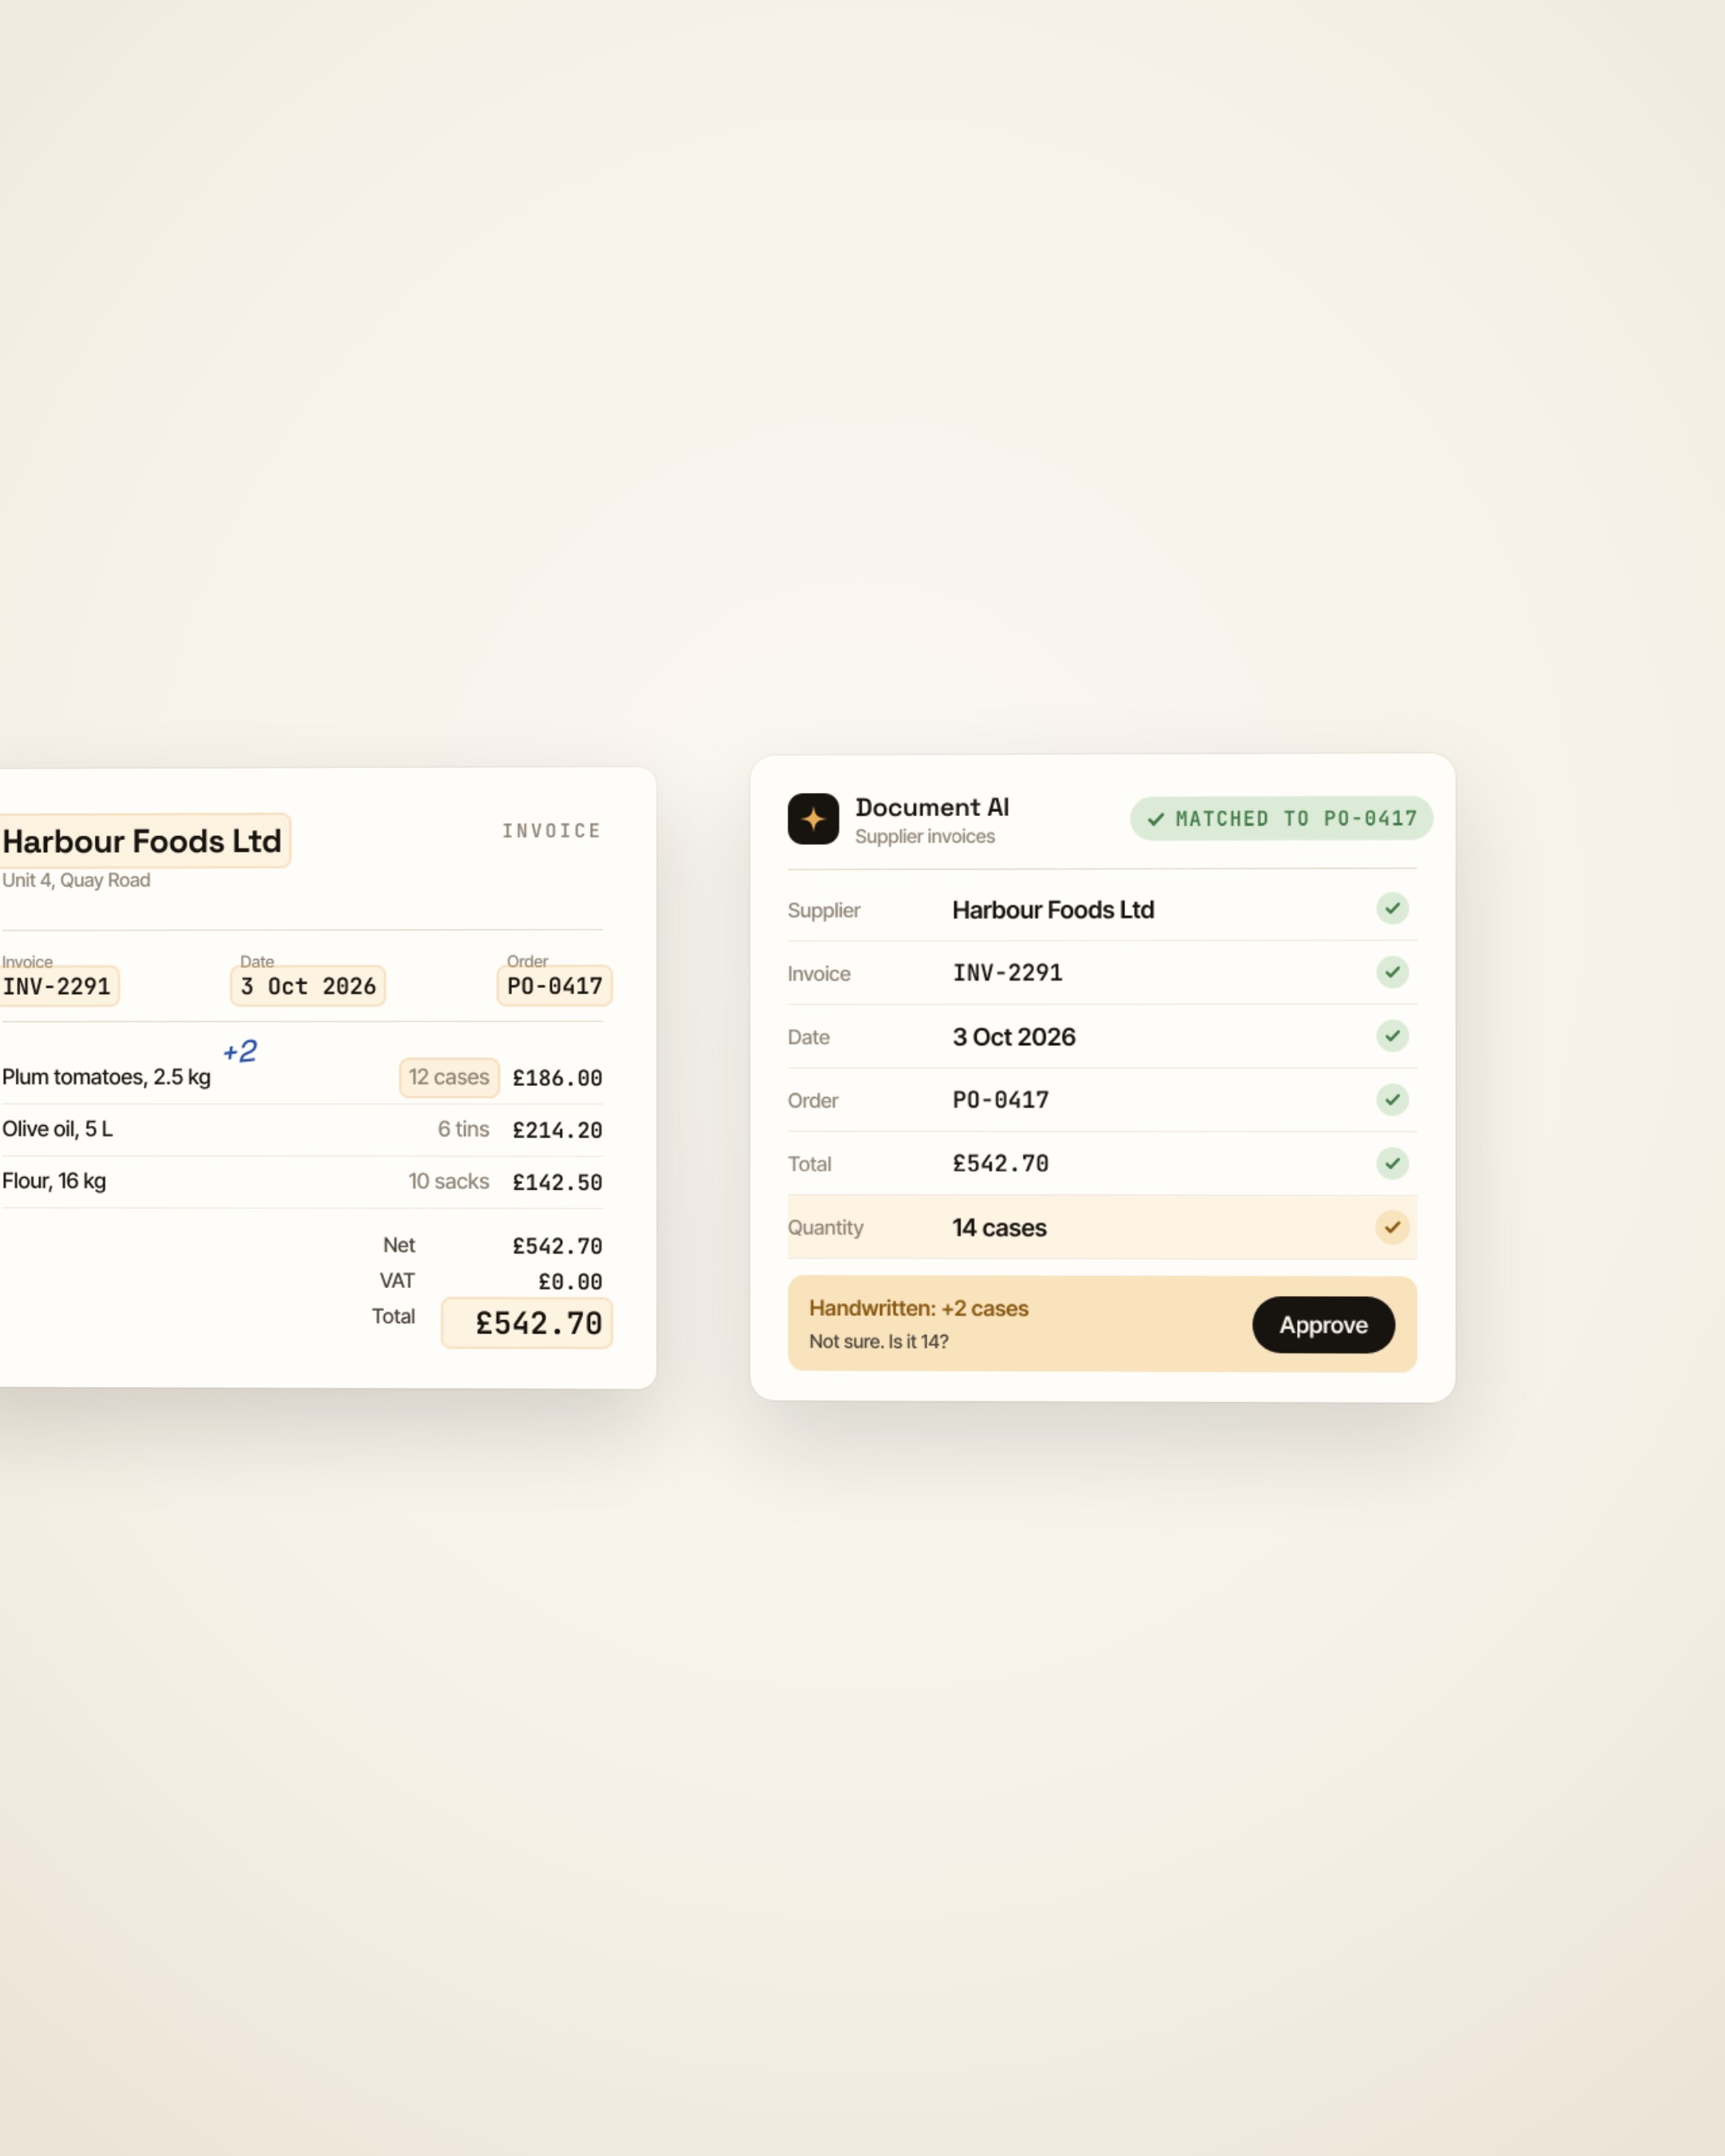 Harbour Foods Ltd
INVOICE
Unit 4, Quay Road
Invoice Date Order
INV-2291 3 Oct 2026 PO-0417
+2
Plum tomatoes, 2.5 kg 12 cases £186.00
Olive oil, 5 L 6 tins £214.20
Flour, 16 kg 10 sacks £142.50
Net £542.70
VAT £0.00
Total £542.70
Document AI
Supplier invoices
MATCHED TO PO-0417
Supplier Harbour Foods Ltd
Invoice INV-2291
Date 3 Oct 2026
Order PO-0417
Total £542.70
Quantity 14 cases
Handwritten: +2 cases
Not sure. Is it 14?
Approve